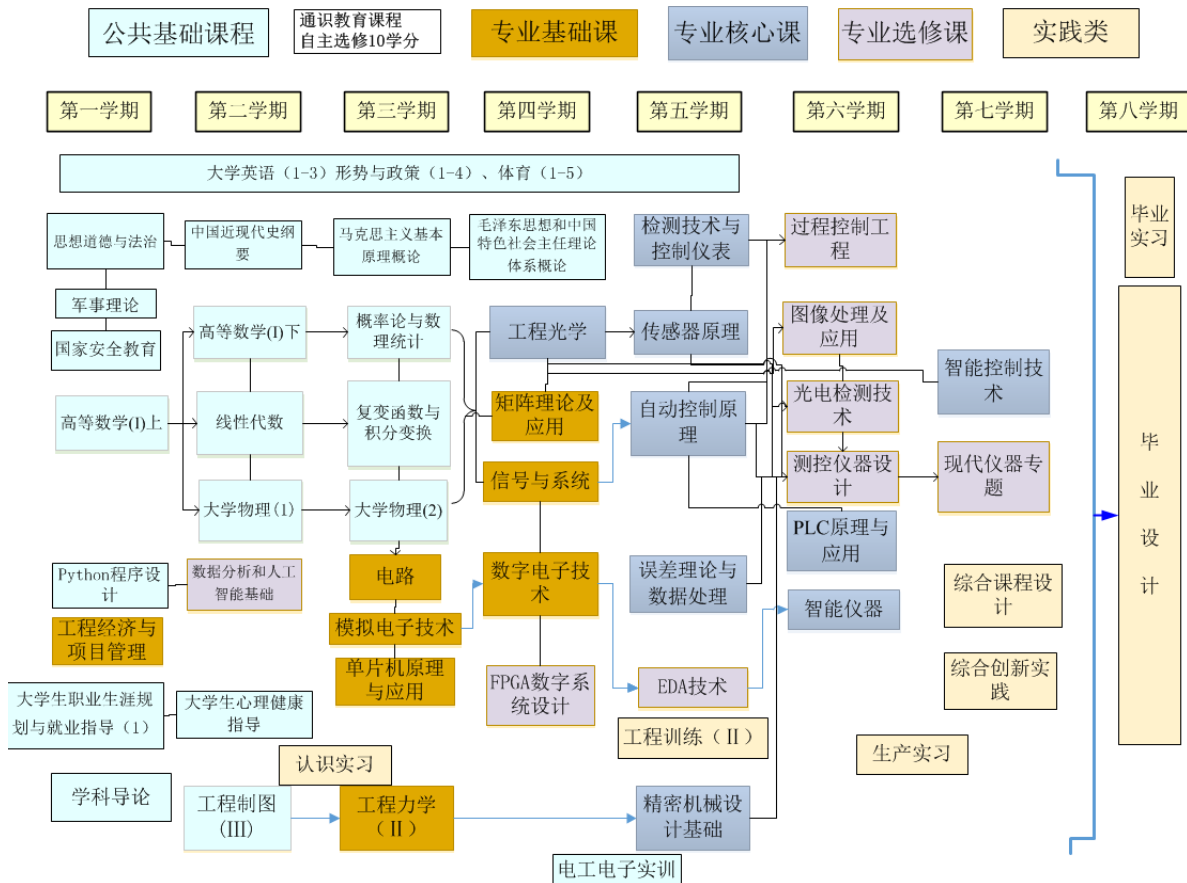 公共基础课程
通识教育课程
自主选修10学分
专业基础课
专业核心课
专业选修课
实践类
第一学期
第二学期
第三学期
第四学期
第五学期
第六学期
第七学期
第八学期
大学英语（1-3）形势与政策（1-4）、体育（1-5）
思想道德与法治
中国近现代史纲
要
马克思主义基本
原理概论
毛泽东思想和中国
特色社会主任理论
体系概论
检测技术与
控制仪表
过程控制工
程
毕业
实习
军事理论
国家安全教育
高等数学(I)下
概率论与数
理统计
工程光学
传感器原理
图像处理及
应用
智能控制技
术
高等数学(I)上
线性代数
复变函数与
积分变换
矩阵理论及
应用
自动控制原
理
光电检测技
术
信号与系统
测控仪器设
计
现代仪器专
题
大学物理(1)
大学物理(2)
PLC原理与
应用
毕
业
设
计
Python程序设
计
数据分析和人工
智能基础
电路
数字电子技
术
误差理论与
数据处理
智能仪器
综合课程设
计
工程经济与
项目管理
模拟电子技术
单片机原理
与应用
FPGA数字系
统设计
EDA技术
综合创新实
践
大学生职业生涯规
划与就业指导（1）
大学生心理健康
指导
工程训练（Ⅱ）
生产实习
认识实习
学科导论
工程制图
(III)
工程力学
（Ⅱ）
精密机械设
计基础
电工电子实训